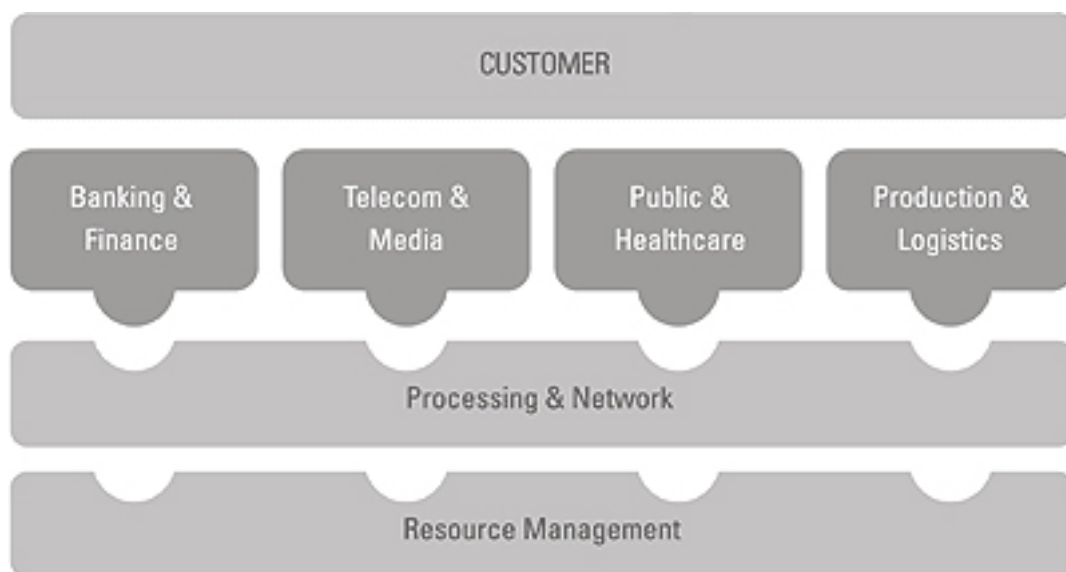 CUSTOMER
Banking &
Finance
Telecom &
Media
Public &
Healthcare
Production &
Logistics
Processing & Network
Resource Management